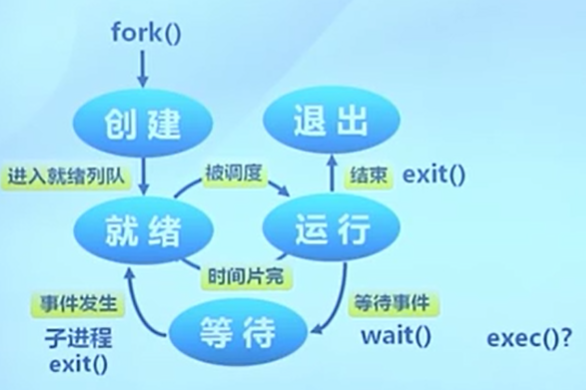 fork()
创建
退出
进入就绪列队
被调度
结束 exit()
就绪
运行
时间片完
事件发生
等待事件
子进程
exit()
等待
wait()
exec()?